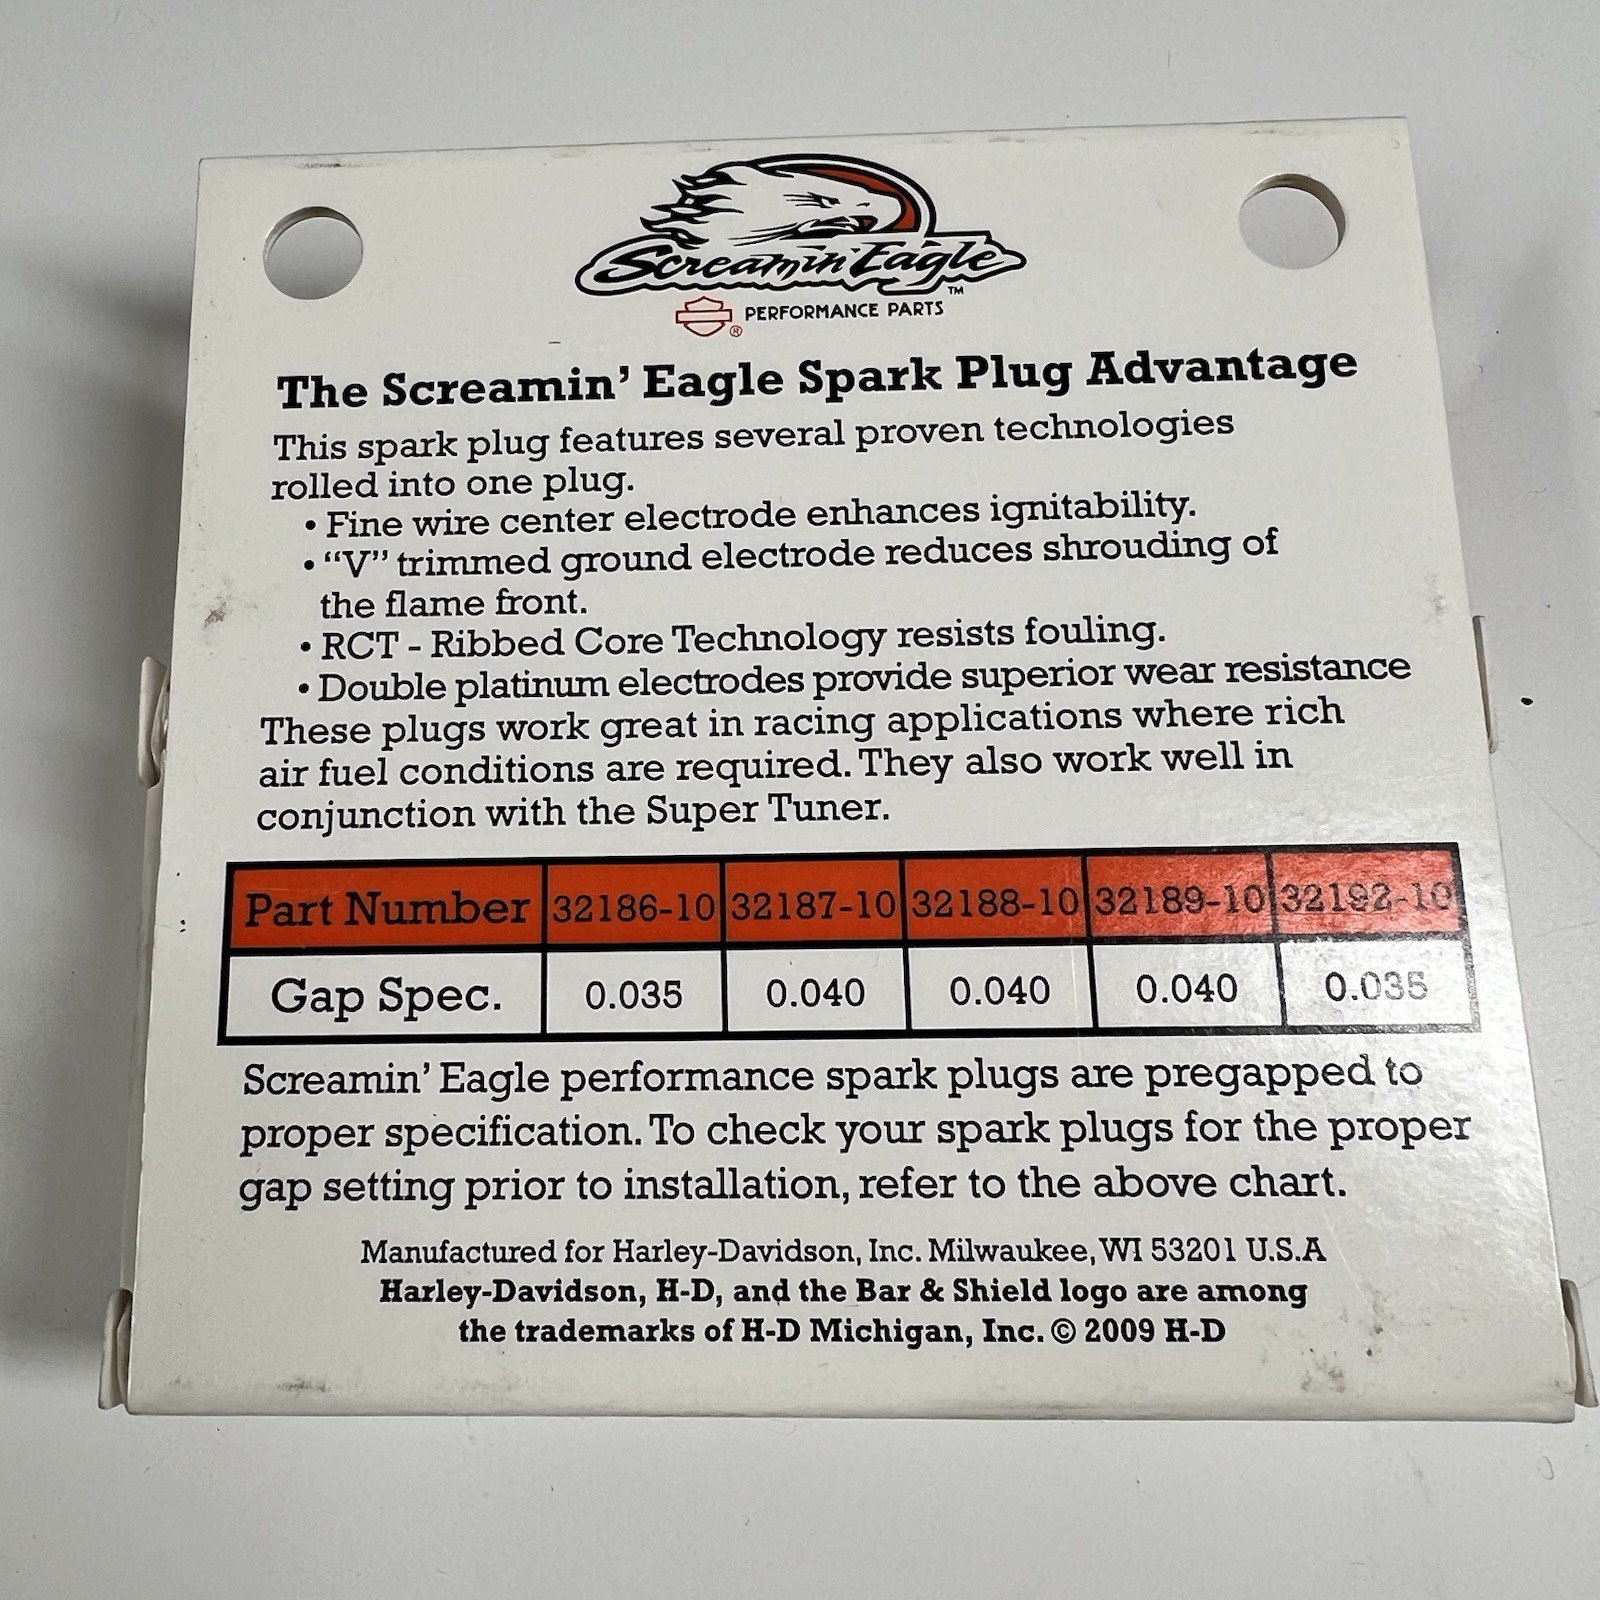 Screamin' Eagle™
® PERFORMANCE PARTS
The Screamin' Eagle Spark Plug Advantage
This spark plug features several proven technologies
rolled into one plug.
• Fine wire center electrode enhances ignitability.
• "V" trimmed ground electrode reduces shrouding of
the flame front.
• RCT - Ribbed Core Technology resists fouling.
• Double platinum electrodes provide superior wear resistance
These plugs work great in racing applications where rich
air fuel conditions are required. They also work well in
conjunction with the Super Tuner.
Part Number 32186-10 32187-10 32188-10 32189-10 32192-10
Gap Spec. 0.035 0.040 0.040 0.040 0.035
Screamin' Eagle performance spark plugs are pregapped to
proper specification. To check your spark plugs for the proper
gap setting prior to installation, refer to the above chart.
Manufactured for Harley-Davidson, Inc. Milwaukee, WI 53201 U.S.A
Harley-Davidson, H-D, and the Bar & Shield logo are among
the trademarks of H-D Michigan, Inc. © 2009 H-D